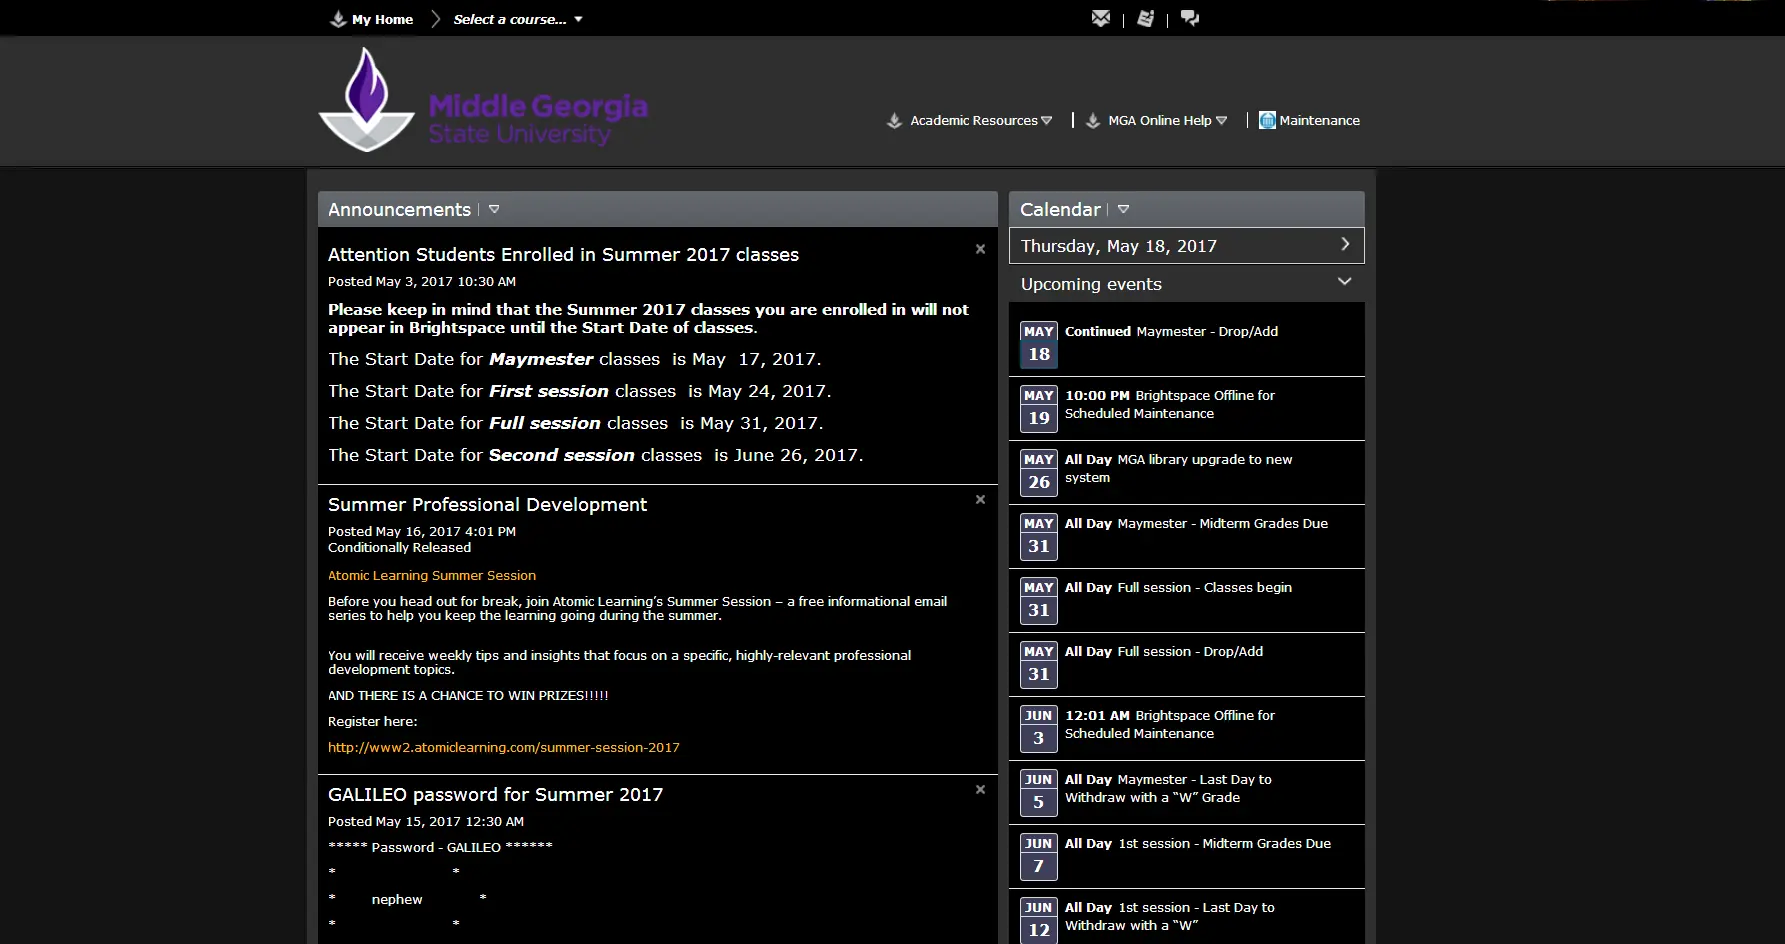 My Home
Select a course...
Middle Georgia
State University
Academic Resources
MGA Online Help
Maintenance
Announcements
Attention Students Enrolled in Summer 2017 classes
Posted May 3, 2017 10:30 AM
Please keep in mind that the Summer 2017 classes you are enrolled in will not
appear in Brightspace until the Start Date of classes.
The Start Date for Maymester classes  is May  17, 2017.
The Start Date for First session classes  is May 24, 2017.
The Start Date for Full session classes  is May 31, 2017.
The Start Date for Second session classes  is June 26, 2017.
Summer Professional Development
Posted May 16, 2017 4:01 PM
Conditionally Released
Atomic Learning Summer Session
Before you head out for break, join Atomic Learning’s Summer Session – a free informational email
series to help you keep the learning going during the summer.
You will receive weekly tips and insights that focus on a specific, highly-relevant professional
development topics.
AND THERE IS A CHANCE TO WIN PRIZES!!!!!
Register here:
http://www2.atomiclearning.com/summer-session-2017
GALILEO password for Summer 2017
Posted May 15, 2017 12:30 AM
***** Password - GALILEO ******
* *
* nephew *
* *
Calendar
Thursday, May 18, 2017
Upcoming events
MAY
18
Continued Maymester - Drop/Add
MAY
19
10:00 PM Brightspace Offline for
Scheduled Maintenance
MAY
26
All Day MGA library upgrade to new
system
MAY
31
All Day Maymester - Midterm Grades Due
MAY
31
All Day Full session - Classes begin
MAY
31
All Day Full session - Drop/Add
JUN
3
12:01 AM Brightspace Offline for
Scheduled Maintenance
JUN
5
All Day Maymester - Last Day to
Withdraw with a “W” Grade
JUN
7
All Day 1st session - Midterm Grades Due
JUN
12
All Day 1st session - Last Day to
Withdraw with a “W”